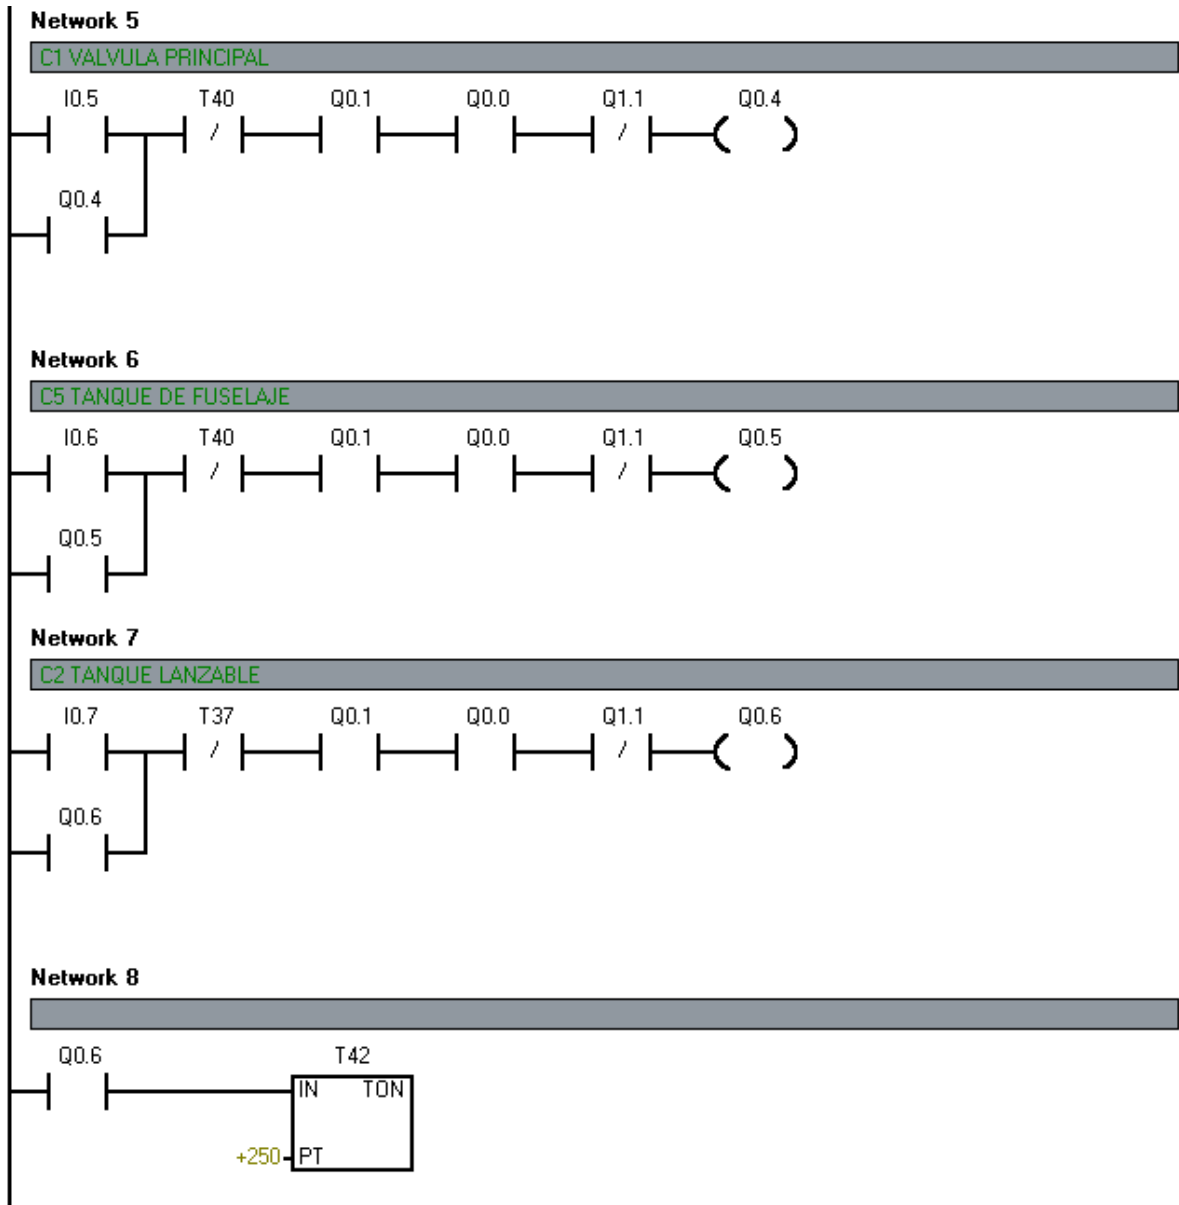 Network 5
C1 VALVULA PRINCIPAL
I0.5 T40 Q0.1 Q0.0 Q1.1 Q0.4
/ /
Q0.4
Network 6
C5 TANQUE DE FUSELAJE
I0.6 T40 Q0.1 Q0.0 Q1.1 Q0.5
/ /
Q0.5
Network 7
C2 TANQUE LANZABLE
I0.7 T37 Q0.1 Q0.0 Q1.1 Q0.6
/ /
Q0.6
Network 8
Q0.6 T42
IN TON
+250 PT